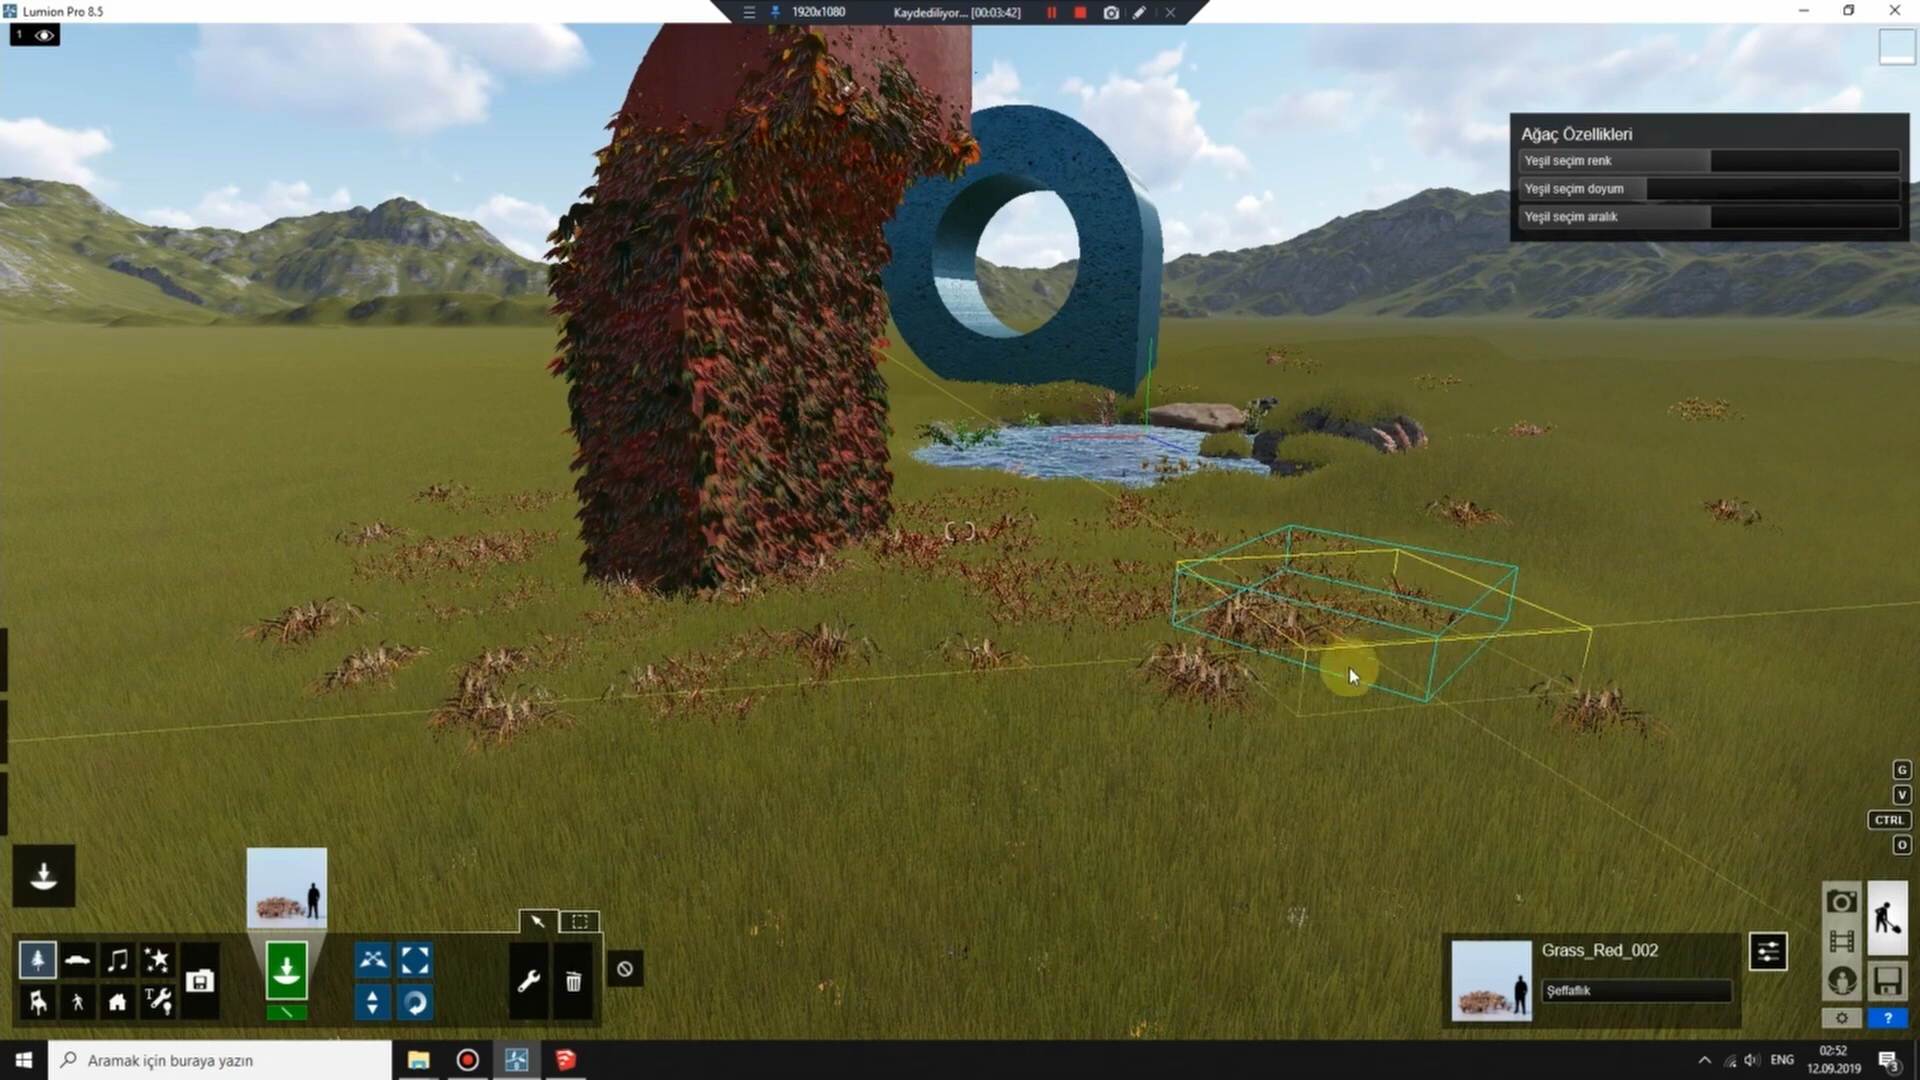 Lumion Pro 8.5
1920x1080
Kaydediliyor... [00:03:42]
1
Ağaç Özellikleri
Yeşil seçim renk
Yeşil seçim doyum
Yeşil seçim aralık
G
V
CTRL
O
Grass_Red_002
Şeffaflık
?
Aramak için buraya yazın
ENG
02:52
12.09.2019
3